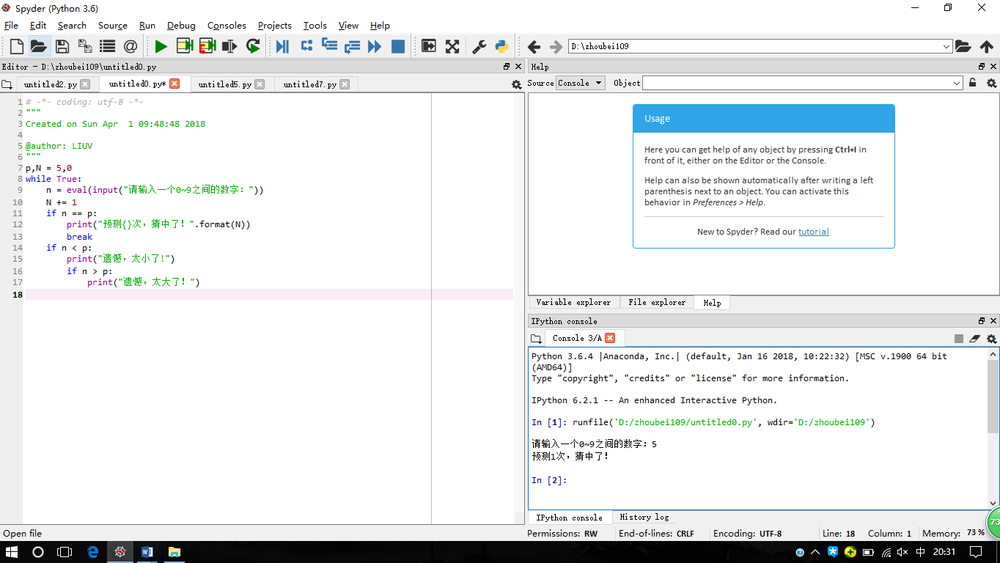 Spyder (Python 3.6)
File Edit Search Source Run Debug Consoles Projects Tools View Help
D:\zhoubei109
Editor - D:\zhoubei109\untitled0.py
untitled2.py untitled0.py* untitled5.py untitled7.py
1 # -*- coding: utf-8 -*-
2 """
3 Created on Sun Apr  1 09:48:48 2018
4
5 @author: LIUV
6 """
7 p,N = 5,0
8 while True:
9     n = eval(input("请输入一个0~9之间的数字："))
10     N += 1
11     if n == p:
12         print("预测{}次，猜中了！".format(N))
13         break
14     if n < p:
15         print("遗憾，太小了!")
16         if n > p:
17             print("遗憾，太大了！")
18
Help
Source Console Object
Usage
Here you can get help of any object by pressing Ctrl+I in
front of it, either on the Editor or the Console.
Help can also be shown automatically after writing a left
parenthesis next to an object. You can activate this
behavior in Preferences > Help.
New to Spyder? Read our tutorial
Variable explorer File explorer Help
IPython console
Console 3/A
Python 3.6.4 |Anaconda, Inc.| (default, Jan 16 2018, 10:22:32) [MSC v.1900 64 bit
(AMD64)]
Type "copyright", "credits" or "license" for more information.
IPython 6.2.1 -- An enhanced Interactive Python.
In [1]: runfile('D:/zhoubei109/untitled0.py', wdir='D:/zhoubei109')
请输入一个0~9之间的数字：5
预测1次，猜中了！
In [2]:
IPython console History log
Open file Permissions: RW End-of-lines: CRLF Encoding: UTF-8 Line: 18 Column: 1 Memory: 73 %
73
中 20:31